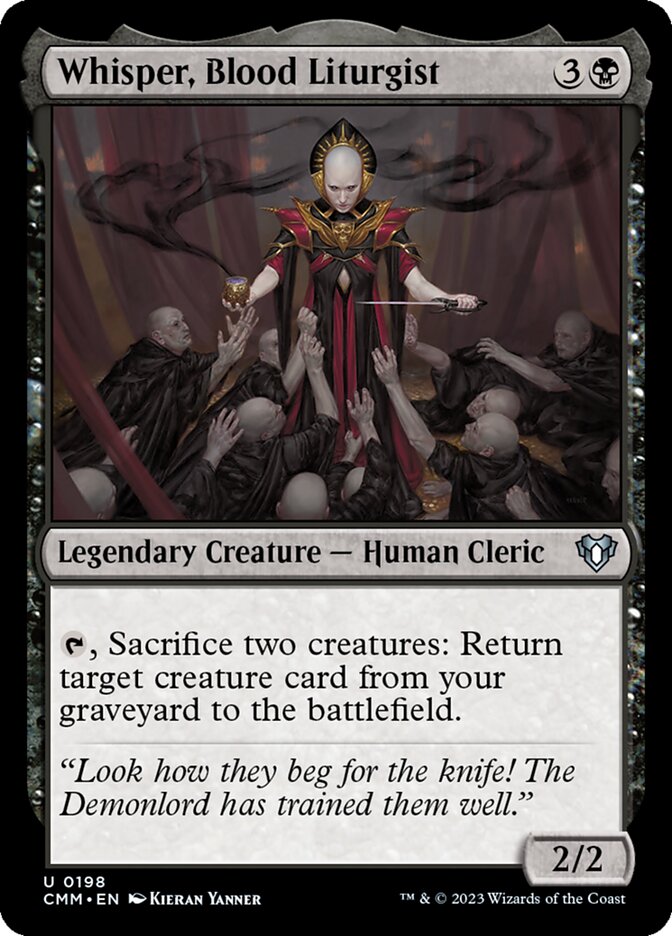 Whisper, Blood Liturgist 3
Legendary Creature — Human Cleric
, Sacrifice two creatures: Return
target creature card from your
graveyard to the battlefield.
“Look how they beg for the knife! The
Demonlord has trained them well.”
2/2
U 0198
CMM • EN Kieran Yanner
™ & © 2023 Wizards of the Coast